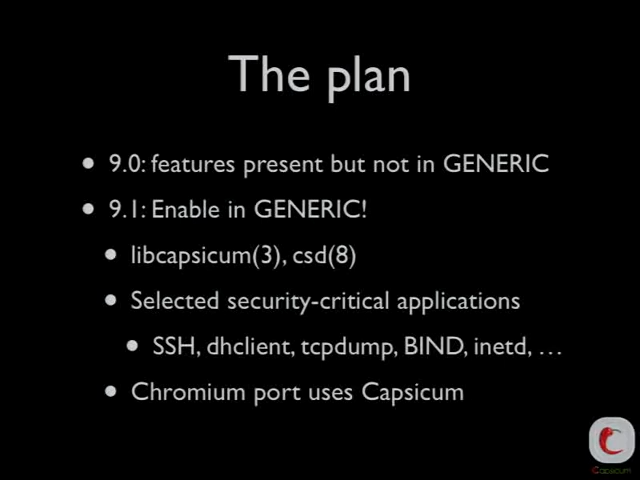 The plan
• 9.0: features present but not in GENERIC
• 9.1: Enable in GENERIC!
• libcapsicum(3), csd(8)
• Selected security-critical applications
• SSH, dhclient, tcpdump, BIND, inetd, …
• Chromium port uses Capsicum
Capsicum